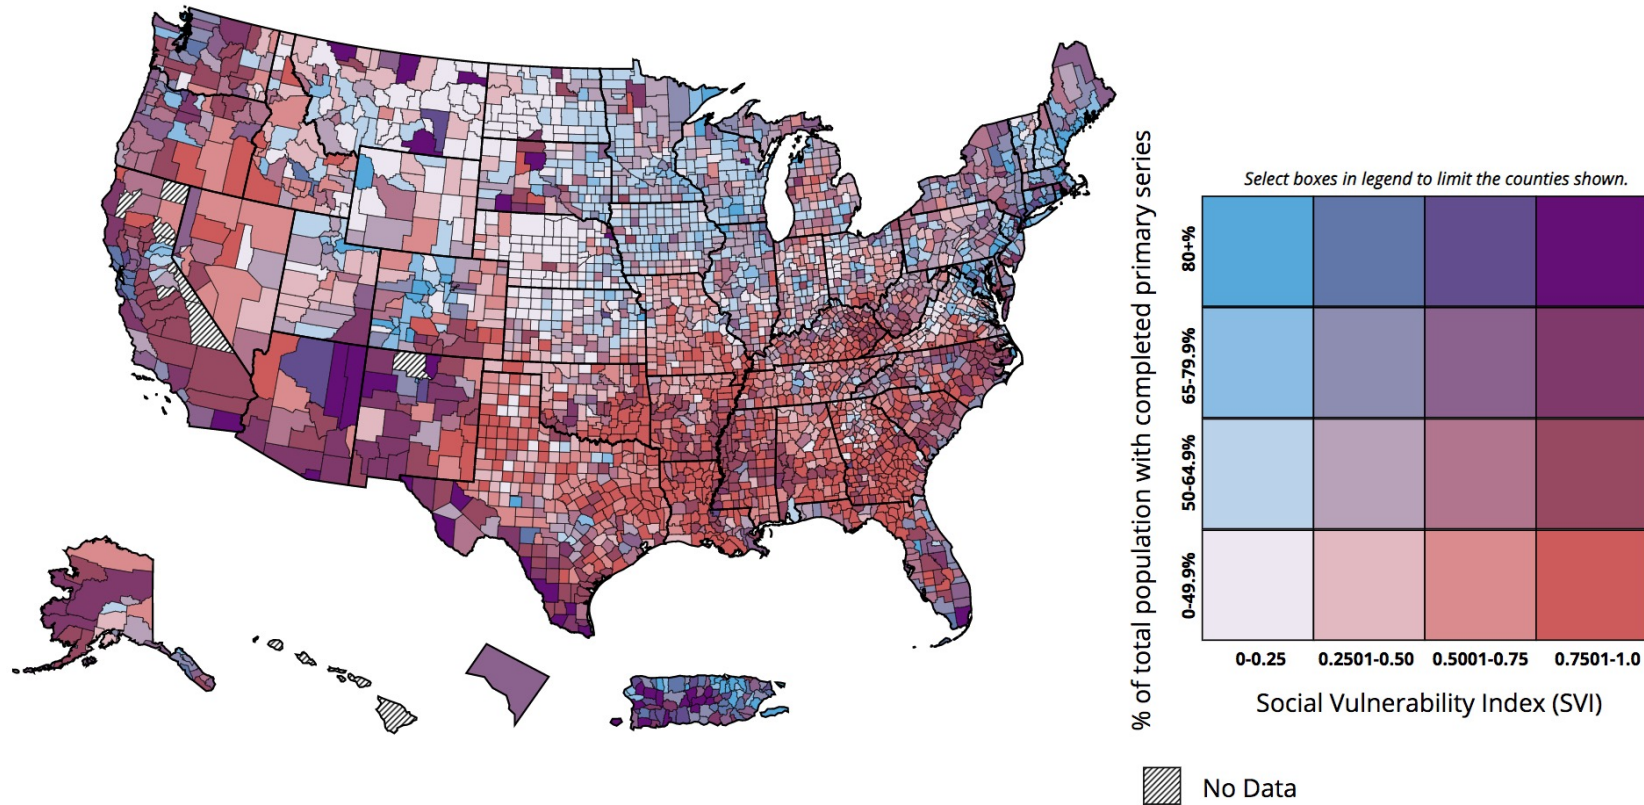 Select boxes in legend to limit the counties shown.
% of total population with completed primary series
80+%
65-79.9%
50-64.9%
0-49.9%
0-0.25
0.2501-0.50
0.5001-0.75
0.7501-1.0
Social Vulnerability Index (SVI)
No Data